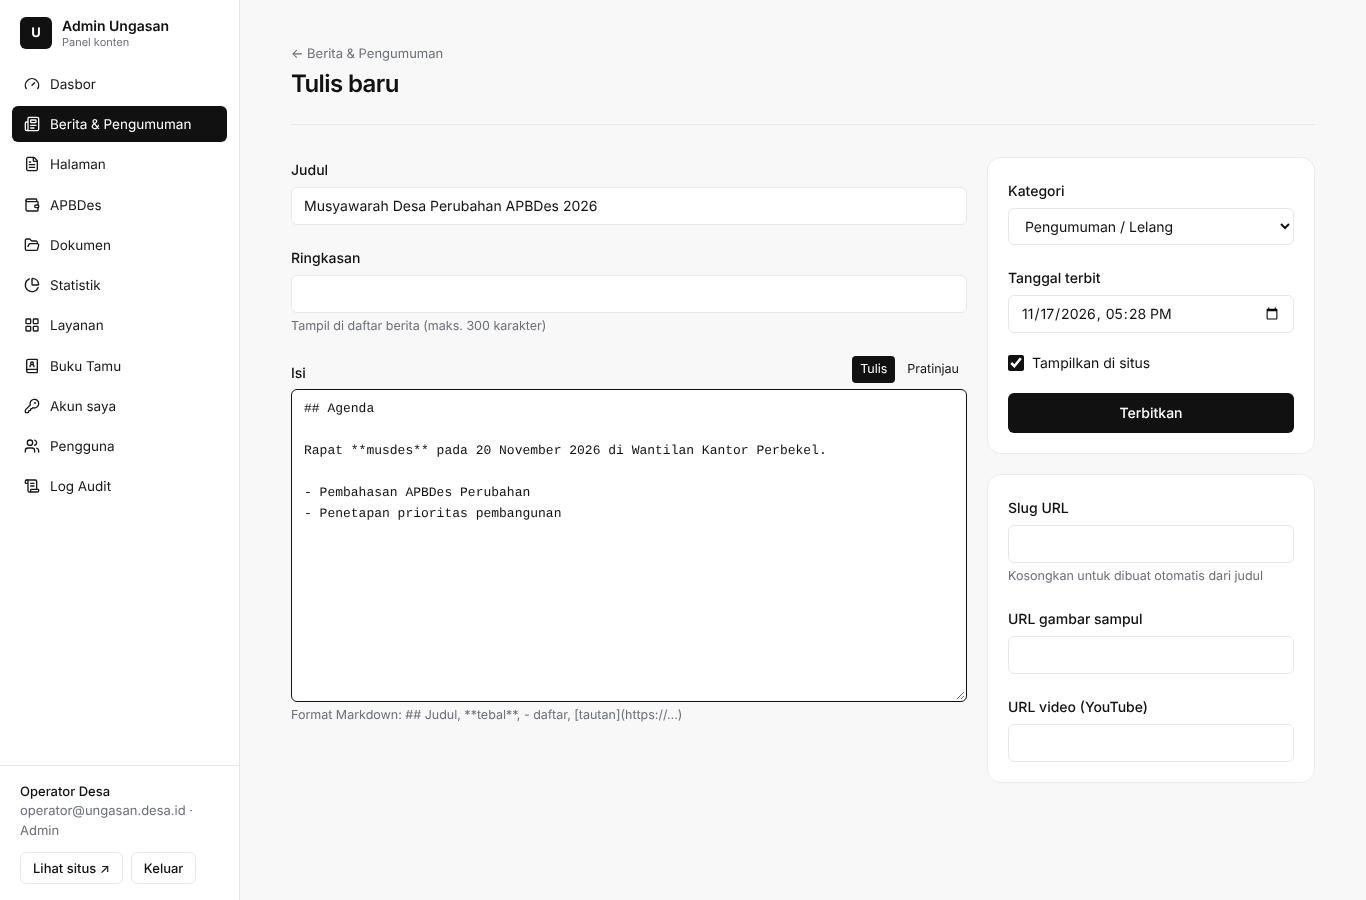 U
Admin Ungasan
Panel konten
Dasbor
Berita & Pengumuman
Halaman
APBDes
Dokumen
Statistik
Layanan
Buku Tamu
Akun saya
Pengguna
Log Audit
Operator Desa
operator@ungasan.desa.id ·
Admin
Lihat situs ↗
Keluar
← Berita & Pengumuman
Tulis baru
Judul
Musyawarah Desa Perubahan APBDes 2026
Ringkasan
Tampil di daftar berita (maks. 300 karakter)
Isi
Tulis
Pratinjau
## Agenda
Rapat **musdes** pada 20 November 2026 di Wantilan Kantor Perbekel.
- Pembahasan APBDes Perubahan
- Penetapan prioritas pembangunan
Format Markdown: ## Judul, **tebal**, - daftar, [tautan](https://...)
Kategori
Pengumuman / Lelang
Tanggal terbit
11/17/2026, 05:28 PM
Tampilkan di situs
Terbitkan
Slug URL
Kosongkan untuk dibuat otomatis dari judul
URL gambar sampul
URL video (YouTube)